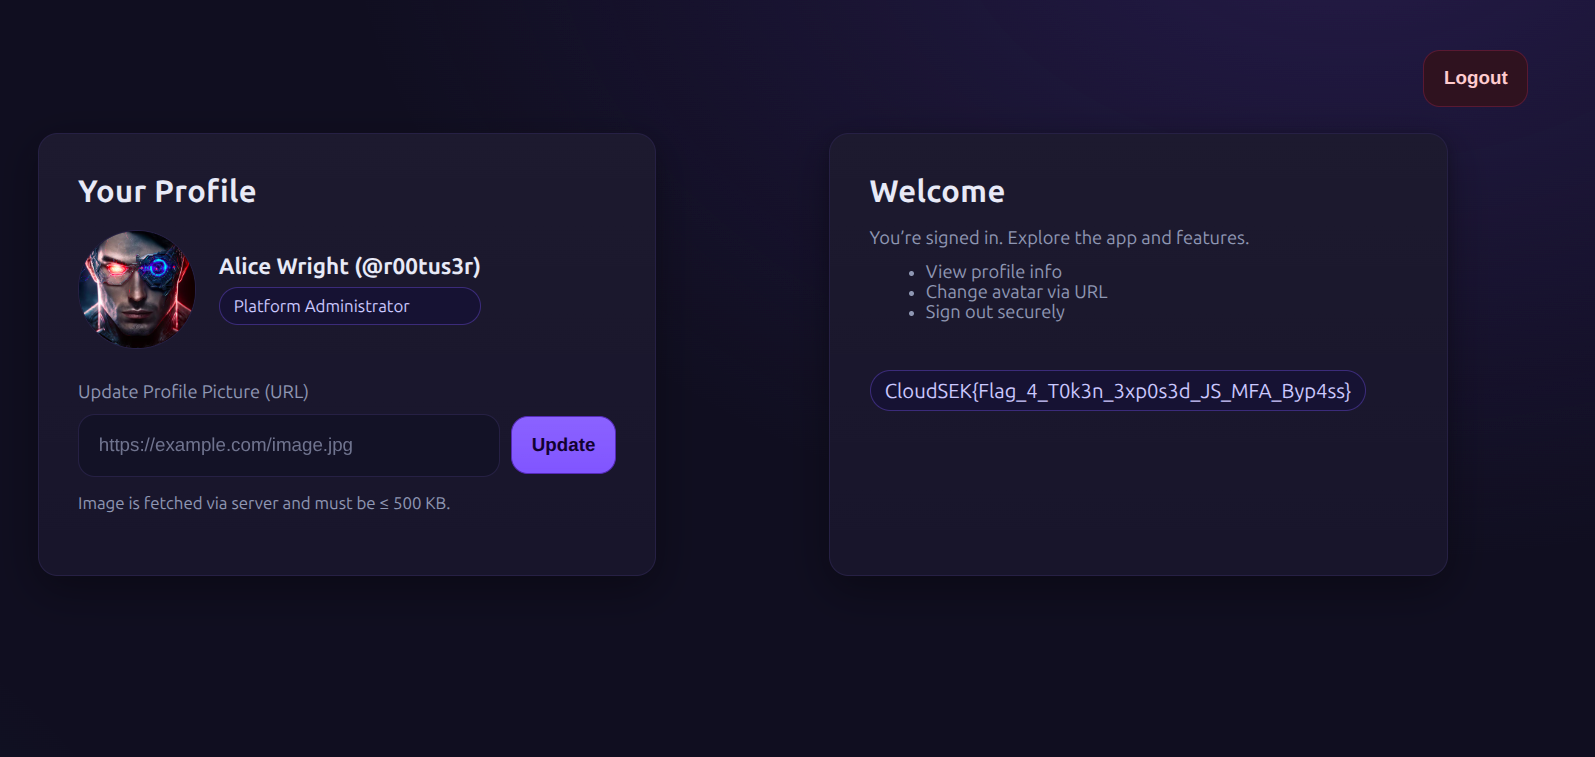 Logout
Your Profile
Alice Wright (@r00tus3r)
Platform Administrator
Update Profile Picture (URL)
https://example.com/image.jpg
Update
Image is fetched via server and must be ≤ 500 KB.
Welcome
You’re signed in. Explore the app and features.
• View profile info
• Change avatar via URL
• Sign out securely
CloudSEK{Flag_4_T0k3n_3xp0s3d_JS_MFA_Byp4ss}